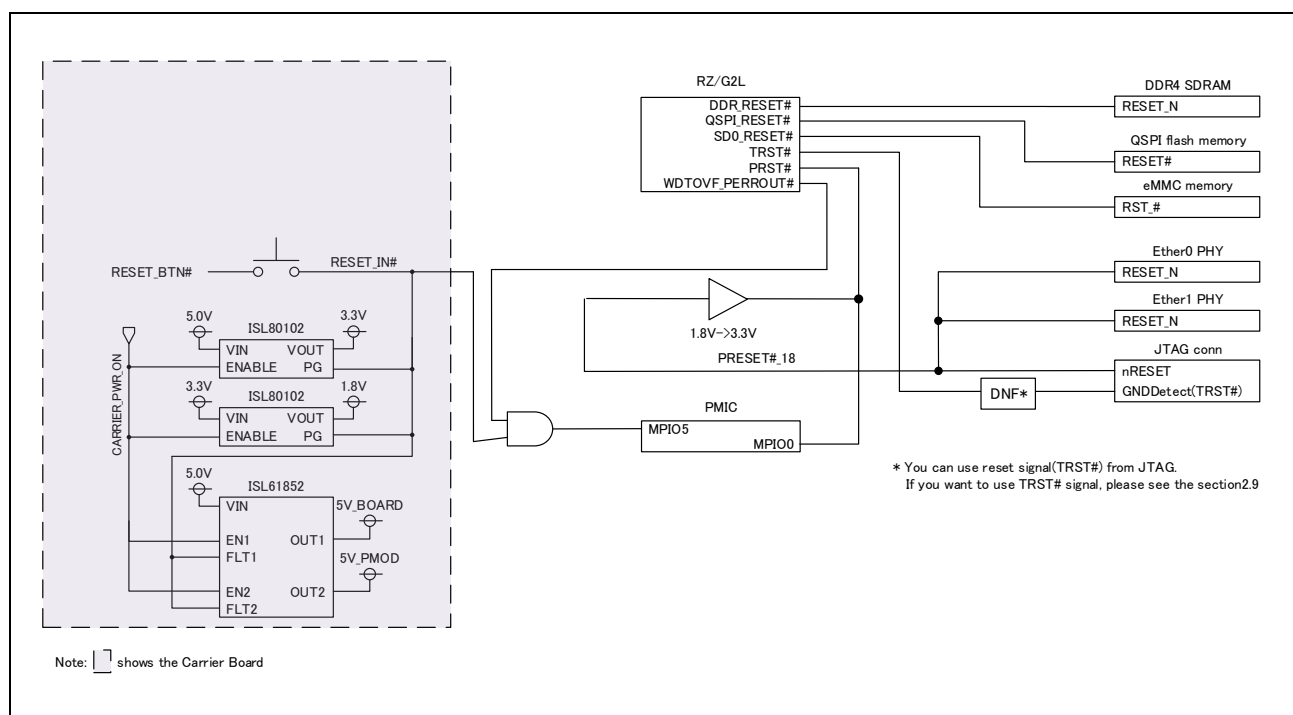 RZ/G2L
DDR_RESET#
QSPI_RESET#
SD0_RESET#
TRST#
PRST#
WDTOVF_PERROUT#
DDR4 SDRAM
RESET_N
QSPI flash memory
RESET#
eMMC memory
RST_#
Ether0 PHY
RESET_N
Ether1 PHY
RESET_N
JTAG conn
nRESET
GNDDetect(TRST#)
DNF*
1.8V->3.3V
PRESET#_18
PMIC
MPIO5
MPIO0
RESET_BTN#
RESET_IN#
CARRIER_PWR_ON
5.0V
ISL80102
3.3V
VIN
VOUT
ENABLE
PG
3.3V
ISL80102
1.8V
VIN
VOUT
ENABLE
PG
5.0V
ISL61852
VIN
5V_BOARD
EN1
OUT1
FLT1
5V_PMOD
EN2
OUT2
FLT2
* You can use reset signal(TRST#) from JTAG.
If you want to use TRST# signal, please see the section2.9
Note: shows the Carrier Board